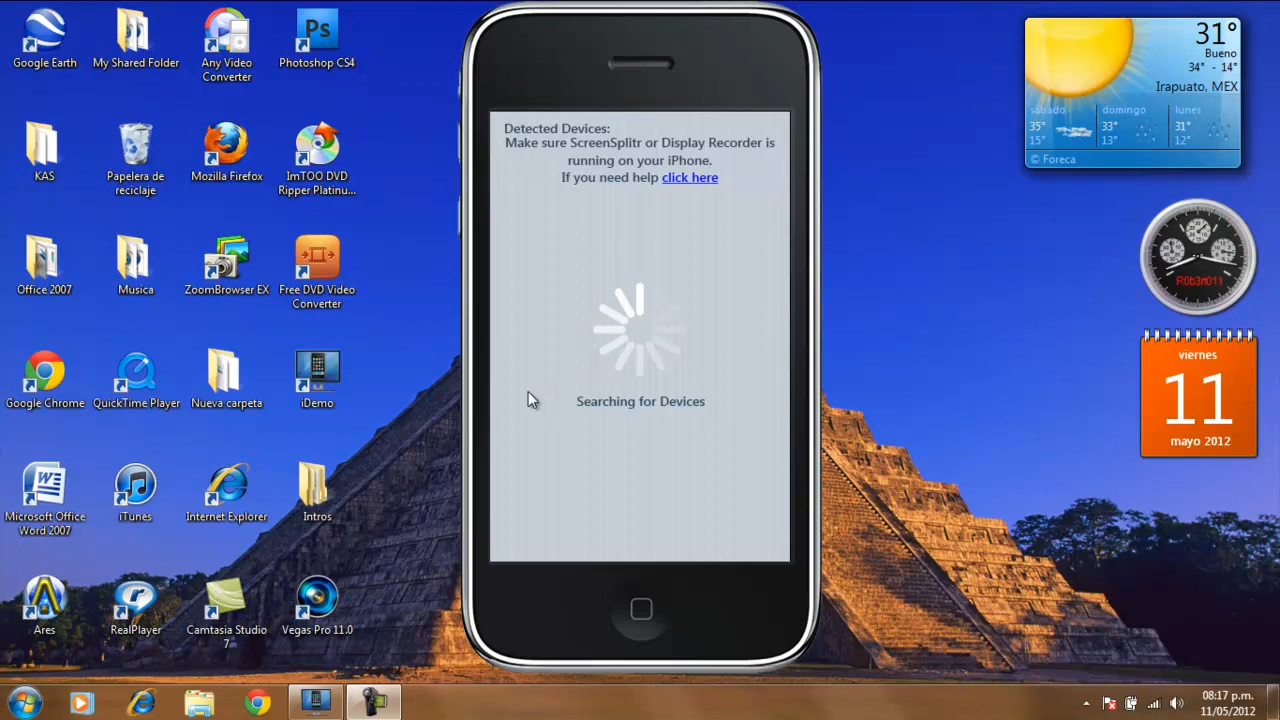 Google Earth
My Shared Folder
Any Video
Converter
Ps
Photoshop CS4
KAS
Papelera de
reciclaje
Mozilla Firefox
ImTOO DVD
Ripper Platinu...
Office 2007
Musica
ZoomBrowser EX
Free DVD Video
Converter
Google Chrome
QuickTime Player
Nueva carpeta
iDemo
Microsoft Office
Word 2007
iTunes
Internet Explorer
Intros
Ares
RealPlayer
Camtasia Studio
7
Vegas Pro 11.0
Detected Devices:
Make sure ScreenSplitr or Display Recorder is
running on your iPhone.
If you need help click here
Searching for Devices
31°
Bueno
34° - 14°
Irapuato, MEX
sábado domingo lunes
35° 33° 31°
15° 13° 12°
© Foreca
R0b3rt011
viernes
11
mayo 2012
08:17 p.m.
11/05/2012